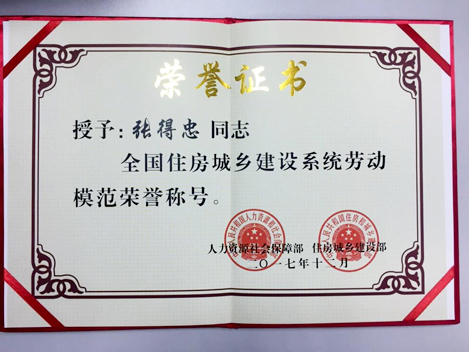 荣誉证书
授予：张得忠 同志
全国住房城乡建设系统劳动
模范荣誉称号。
人力资源社会保障部 住房城乡建设部
二〇一七年十二月